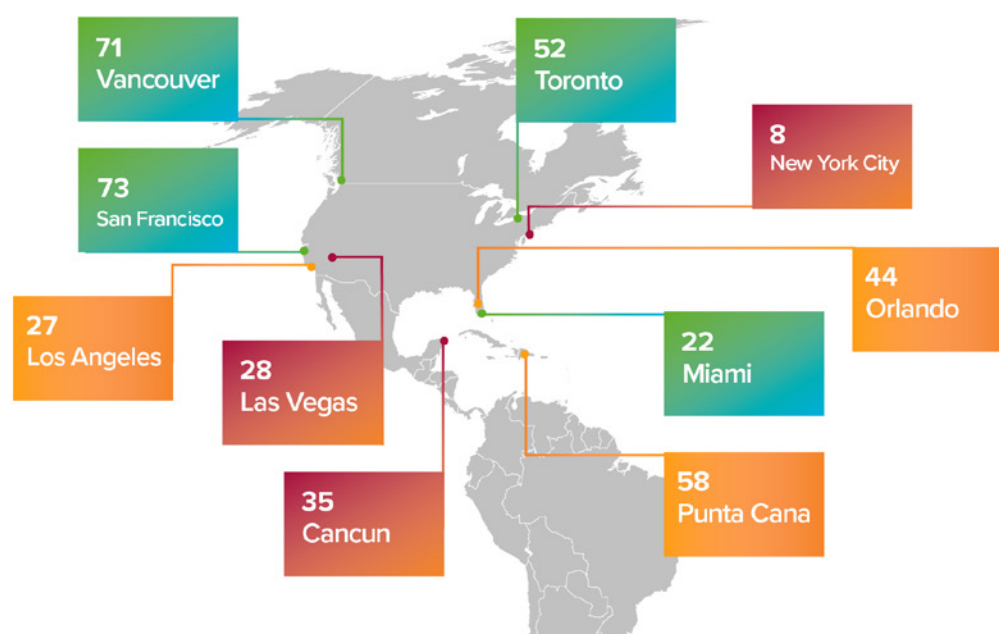 71
Vancouver
52
Toronto
8
New York City
73
San Francisco
44
Orlando
27
Los Angeles
22
Miami
28
Las Vegas
58
Punta Cana
35
Cancun